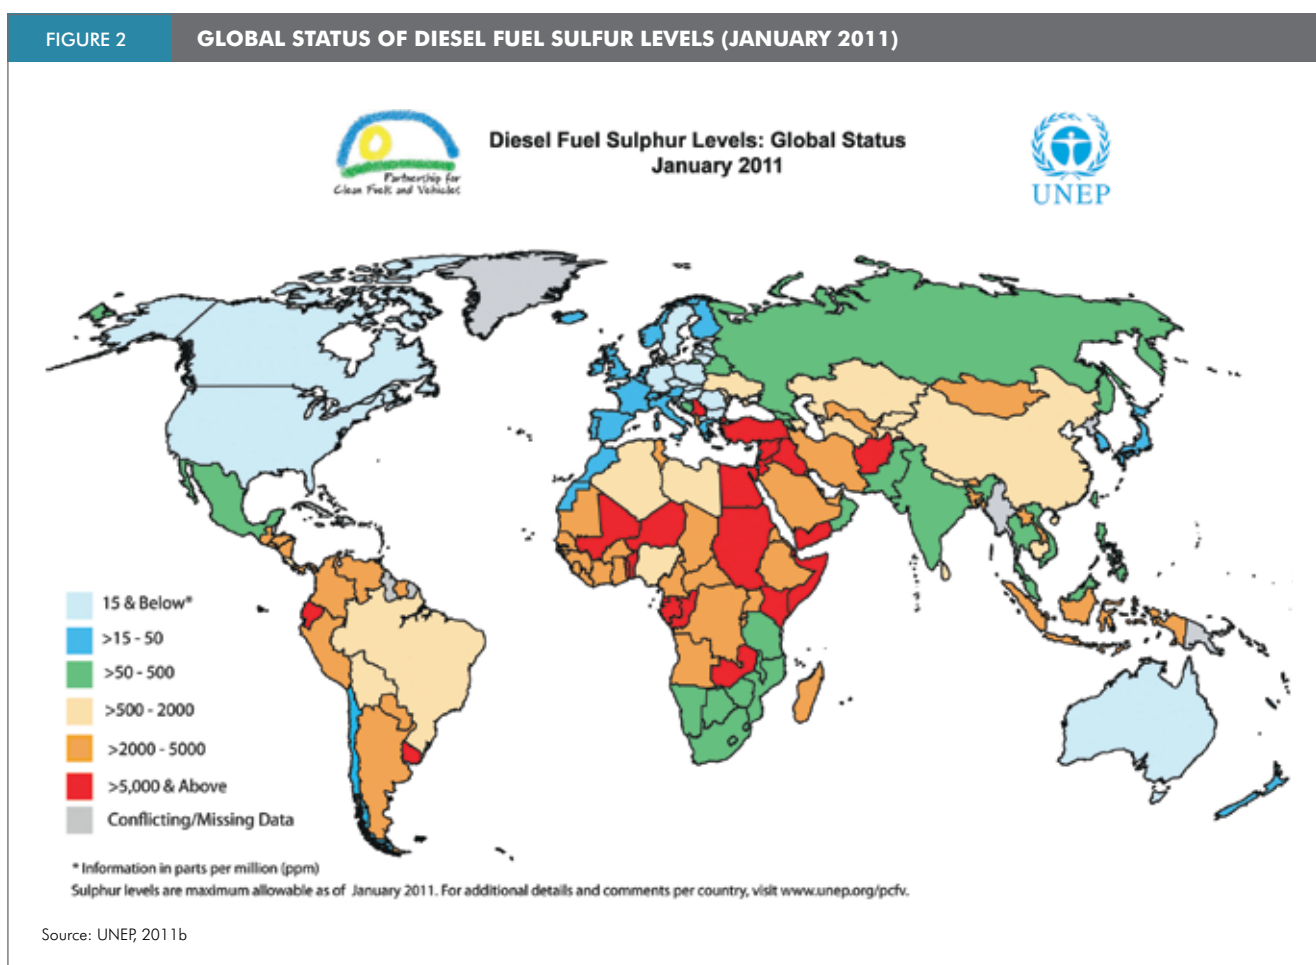 FIGURE 2
GLOBAL STATUS OF DIESEL FUEL SULFUR LEVELS (JANUARY 2011)
Partnership for
Clean Fuels and Vehicles
Diesel Fuel Sulphur Levels: Global Status
January 2011
UNEP
15 & Below*
>15 - 50
>50 - 500
>500 - 2000
>2000 - 5000
>5,000 & Above
Conflicting/Missing Data
* Information in parts per million (ppm)
Sulphur levels are maximum allowable as of January 2011. For additional details and comments per country, visit www.unep.org/pcfv.
Source: UNEP, 2011b